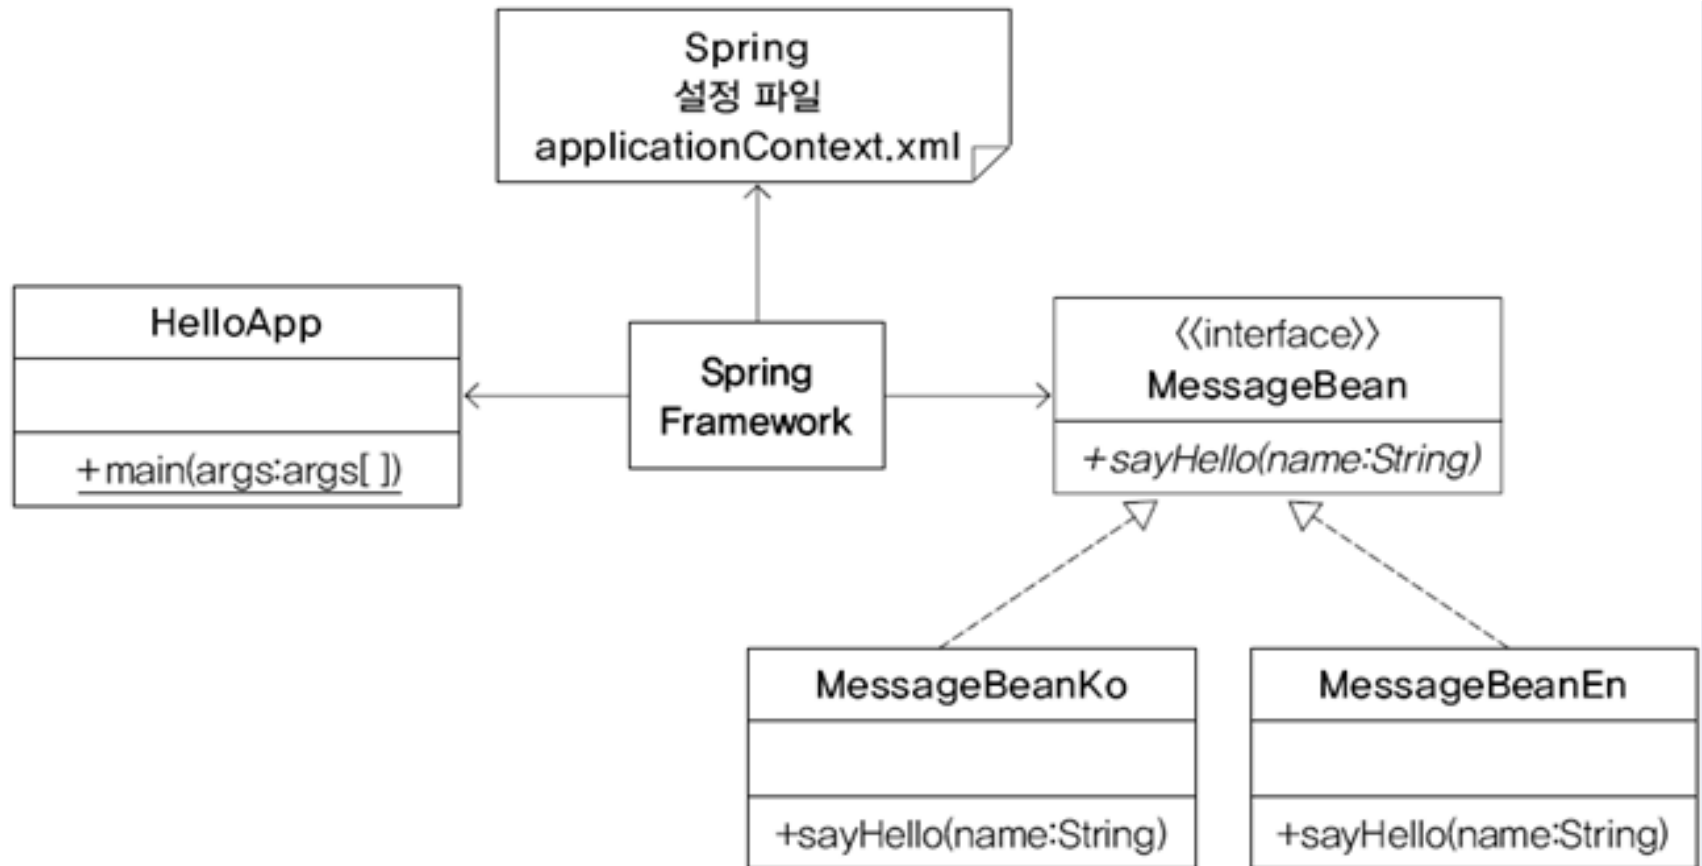 Spring
설정 파일
applicationContext.xml
HelloApp
+main(args:args[ ])
Spring
Framework
《interface》
MessageBean
+sayHello(name:String)
MessageBeanKo
+sayHello(name:String)
MessageBeanEn
+sayHello(name:String)